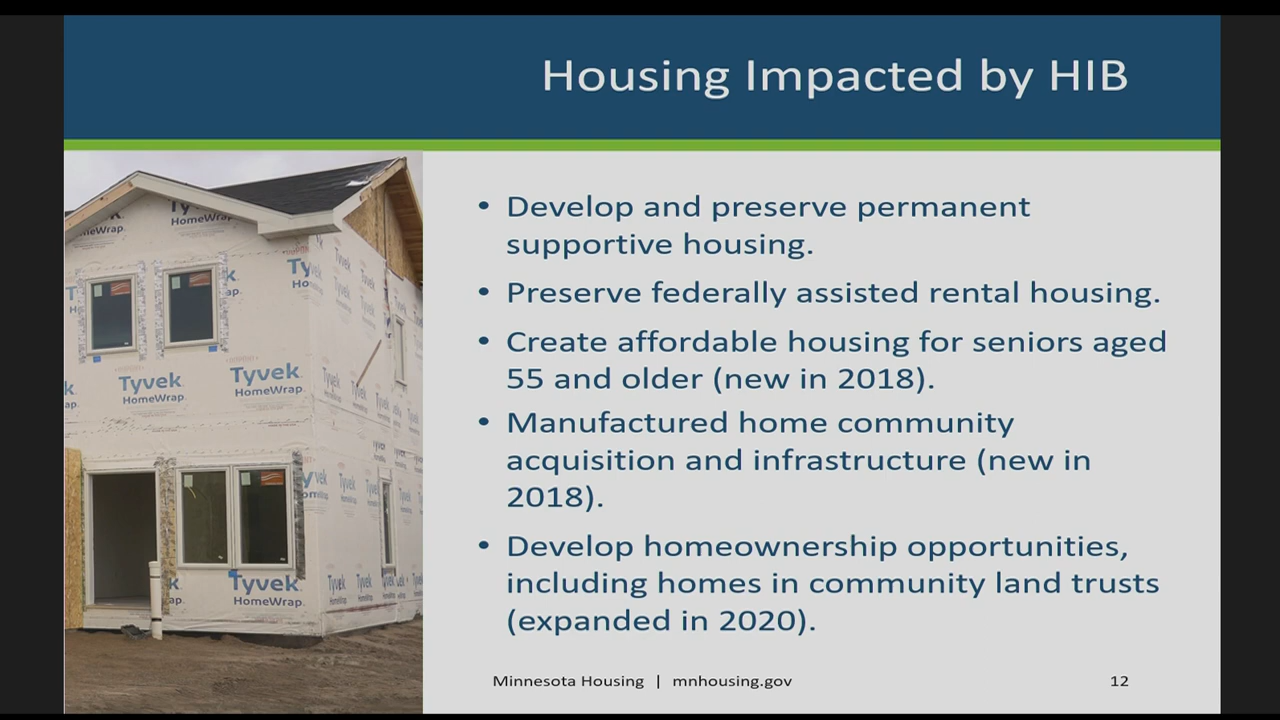 Housing Impacted by HIB
• Develop and preserve permanent
supportive housing.
• Preserve federally assisted rental housing.
• Create affordable housing for seniors aged
55 and older (new in 2018).
• Manufactured home community
acquisition and infrastructure (new in
2018).
• Develop homeownership opportunities,
including homes in community land trusts
(expanded in 2020).
Tyvek
HomeWrap
Tyvek
HomeWrap
Tyvek
HomeWrap
Minnesota Housing | mnhousing.gov
12